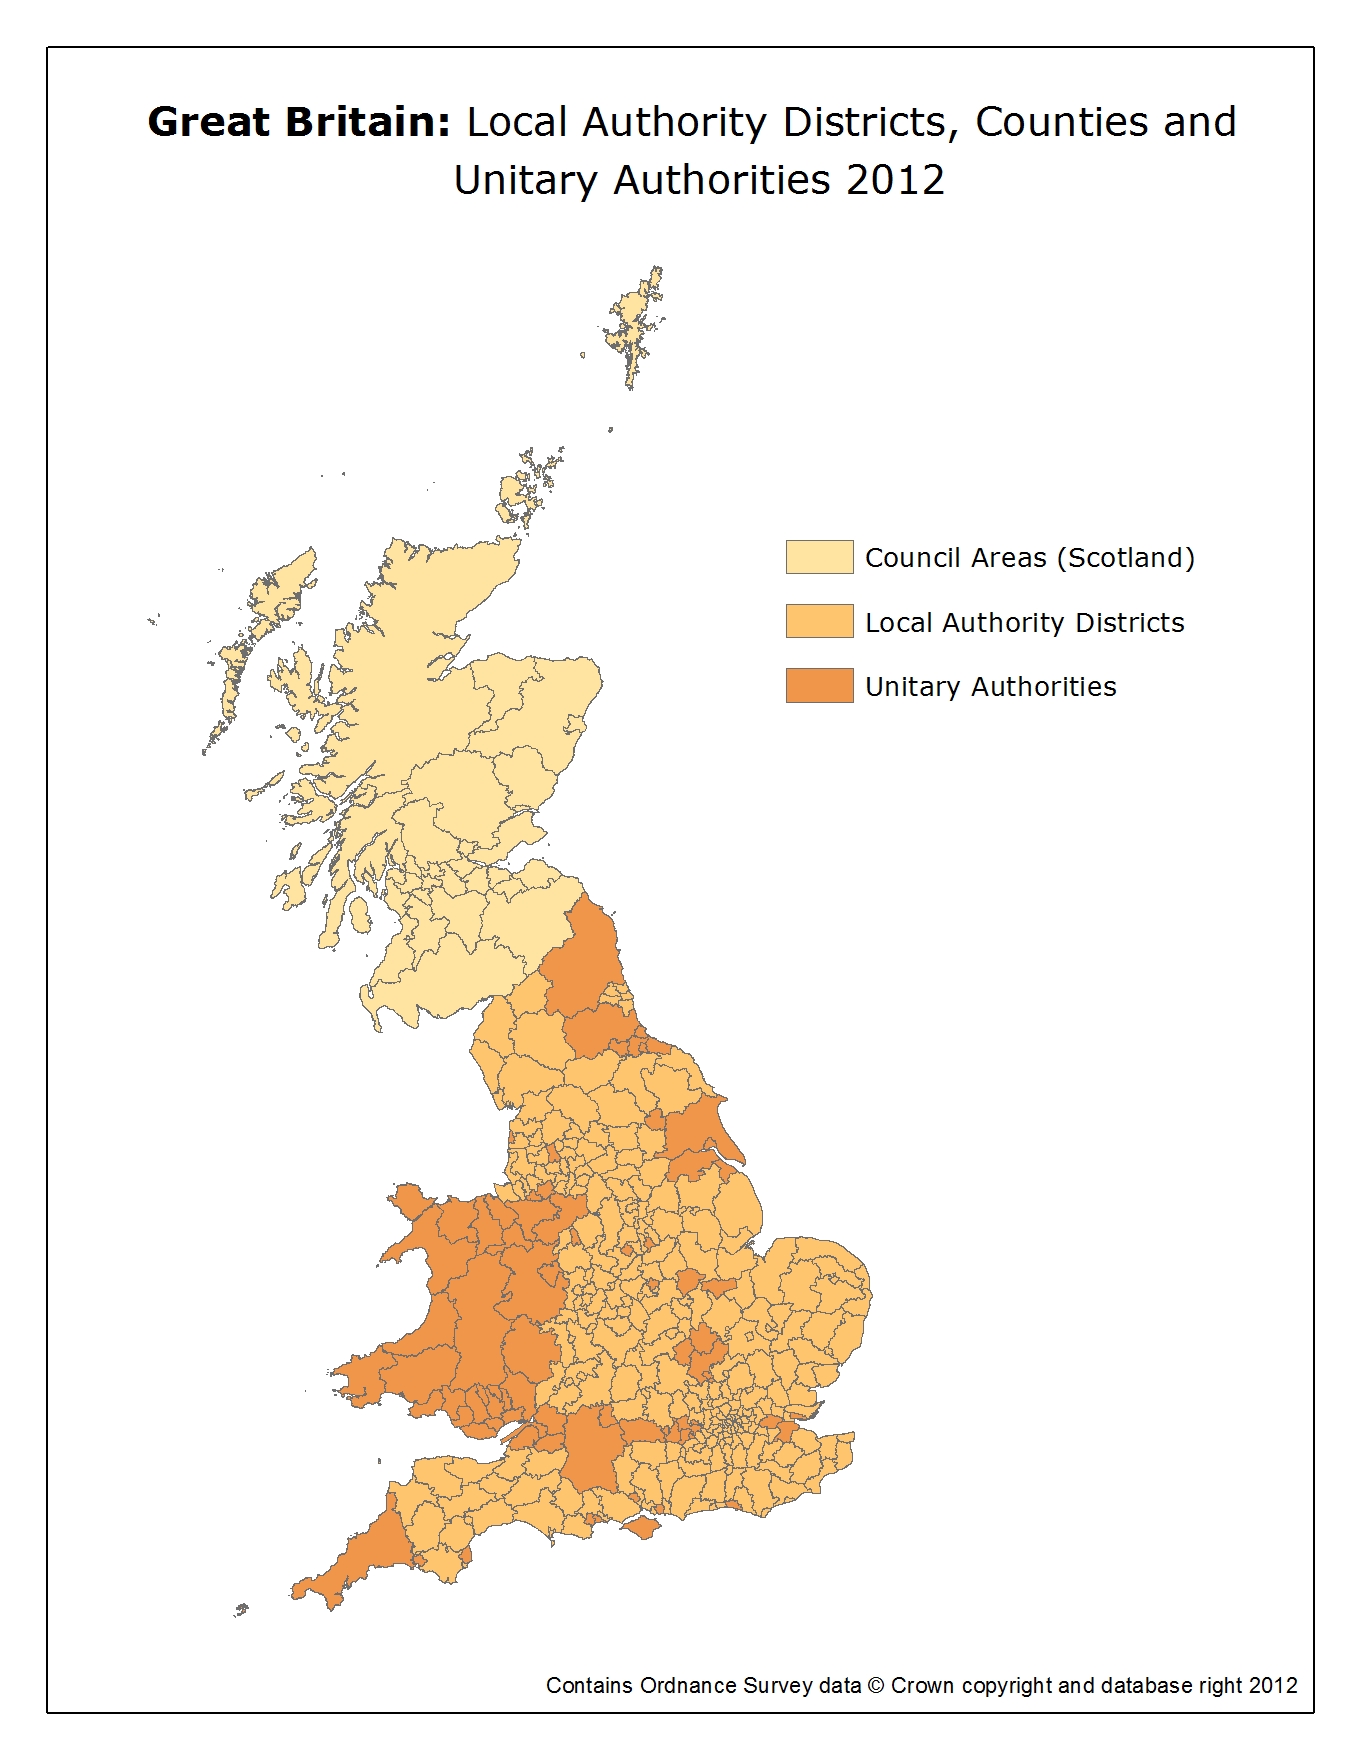 Great Britain: Local Authority Districts, Counties and
Unitary Authorities 2012
Council Areas (Scotland)
Local Authority Districts
Unitary Authorities
Contains Ordnance Survey data © Crown copyright and database right 2012